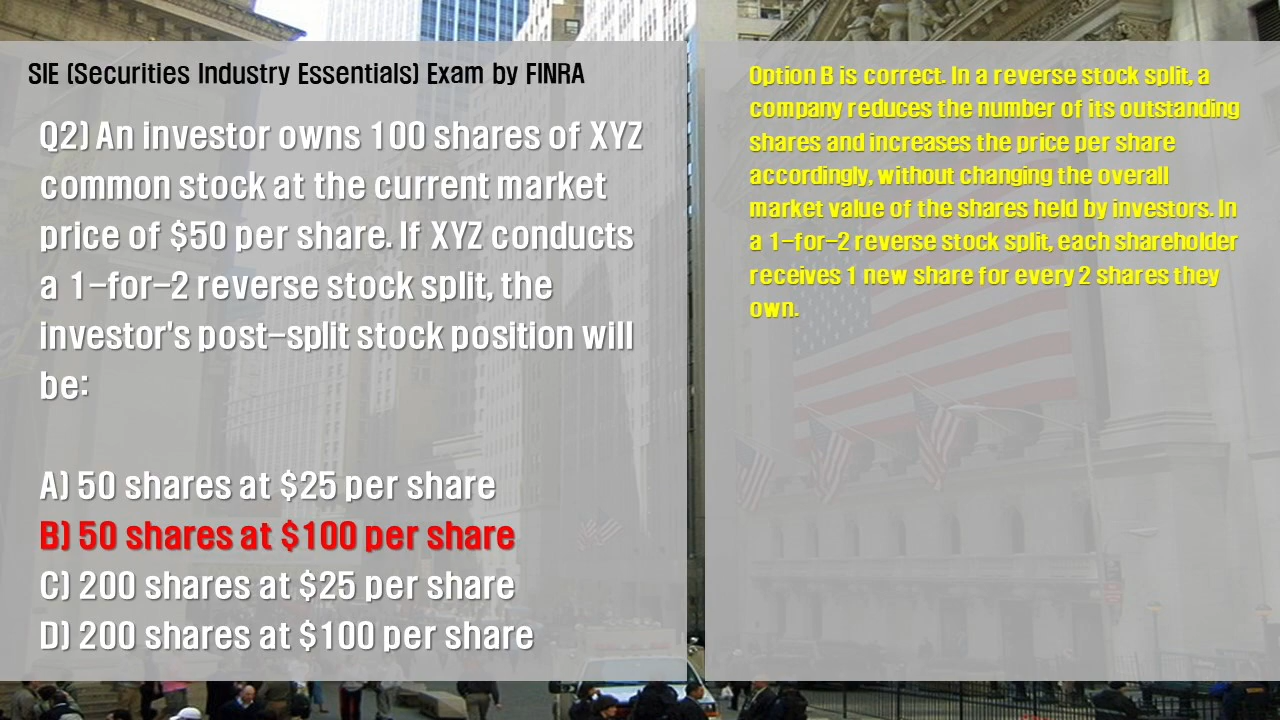 SIE (Securities Industry Essentials) Exam by FINRA
Q2) An investor owns 100 shares of XYZ
common stock at the current market
price of $50 per share. If XYZ conducts
a 1-for-2 reverse stock split, the
investor's post-split stock position will
be:
A) 50 shares at $25 per share
B) 50 shares at $100 per share
C) 200 shares at $25 per share
D) 200 shares at $100 per share
Option B is correct. In a reverse stock split, a
company reduces the number of its outstanding
shares and increases the price per share
accordingly, without changing the overall
market value of the shares held by investors. In
a 1-for-2 reverse stock split, each shareholder
receives 1 new share for every 2 shares they
own.